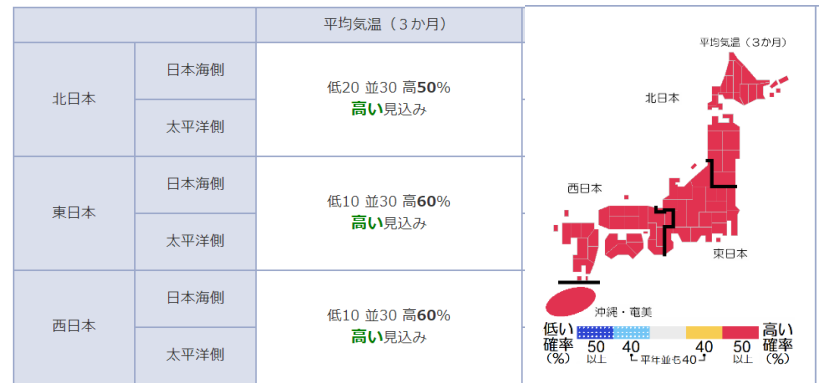 平均気温（３か月）
北日本
日本海側
太平洋側
低20 並30 高50%
高い見込み
東日本
日本海側
太平洋側
低10 並30 高60%
高い見込み
西日本
日本海側
太平洋側
低10 並30 高60%
高い見込み
平均気温（３か月）
北日本
西日本
東日本
沖縄・奄美
低い確率(%)
50以上
40
平年並も40
40
50以上
高い確率(%)